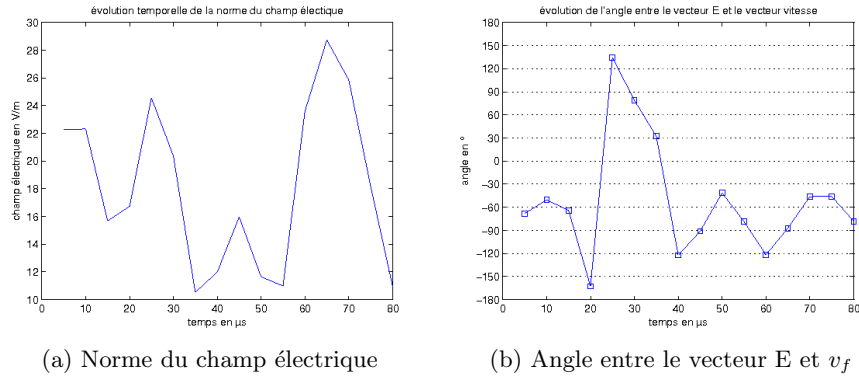 évolution temporelle de la norme du champ électique
30
28
26
24
22
20
18
16
14
12
10
champ électrique en V/m
0 10 20 30 40 50 60 70 80
temps en µs
(a) Norme du champ électrique
évolution de l'angle entre le vecteur E et le vecteur vitesse
180
150
120
90
60
30
0
−30
−60
−90
−120
−150
−180
angle en °
0 10 20 30 40 50 60 70 80
temps en µs
(b) Angle entre le vecteur E et v_f